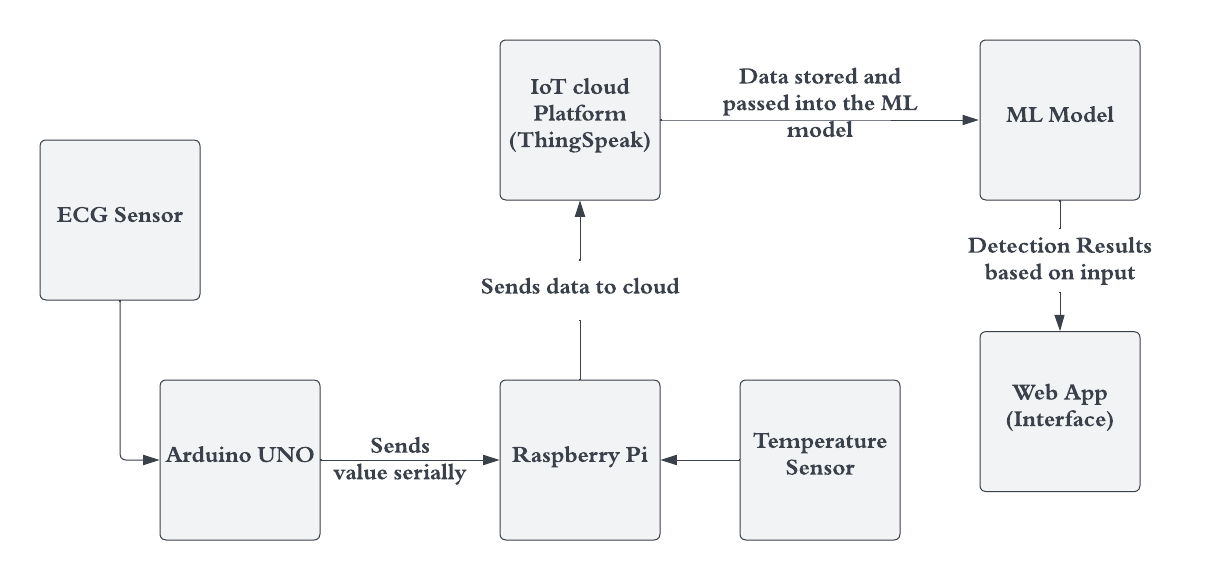 IoT cloud
Platform
(ThingSpeak)
Data stored and
passed into the ML
model
ML Model
ECG Sensor
Sends data to cloud
Detection Results
based on input
Arduino UNO
Sends
value serially
Raspberry Pi
Temperature
Sensor
Web App
(Interface)